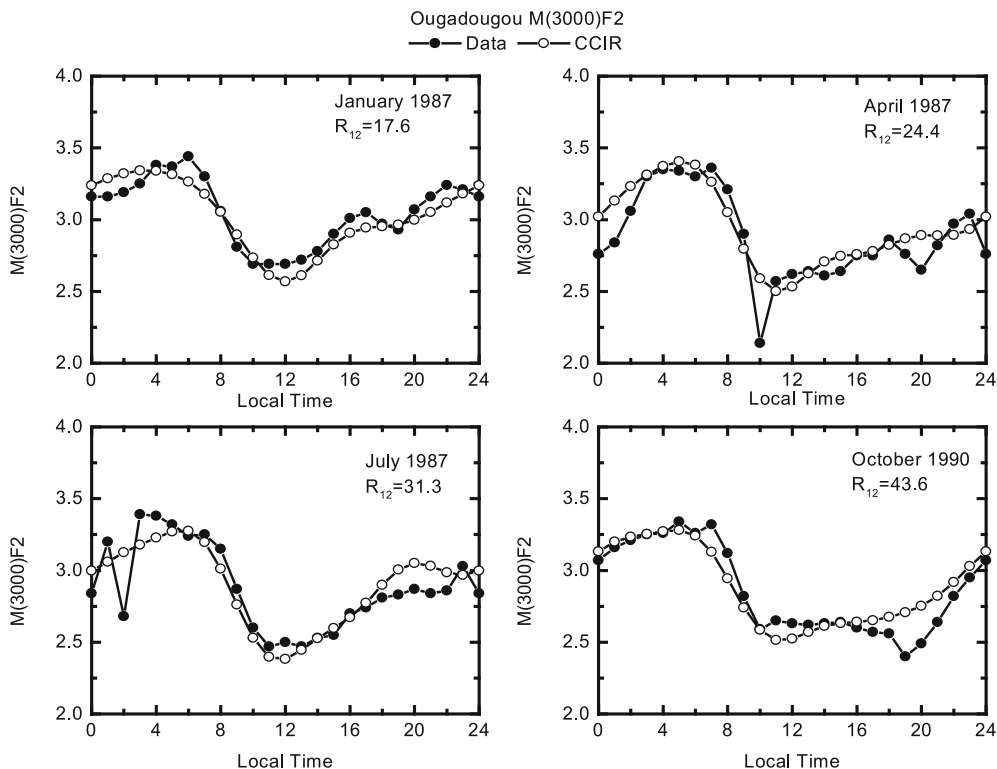 Ougadougou M(3000)F2
Data CCIR
4.0
3.5
3.0
2.5
2.0
M(3000)F2
January 1987
R12=17.6
0 4 8 12 16 20 24
Local Time
4.0
3.5
3.0
2.5
2.0
M(3000)F2
April 1987
R12=24.4
0 4 8 12 16 20 24
Local Time
4.0
3.5
3.0
2.5
2.0
M(3000)F2
July 1987
R12=31.3
0 4 8 12 16 20 24
Local Time
4.0
3.5
3.0
2.5
2.0
M(3000)F2
October 1990
R12=43.6
0 4 8 12 16 20 24
Local Time